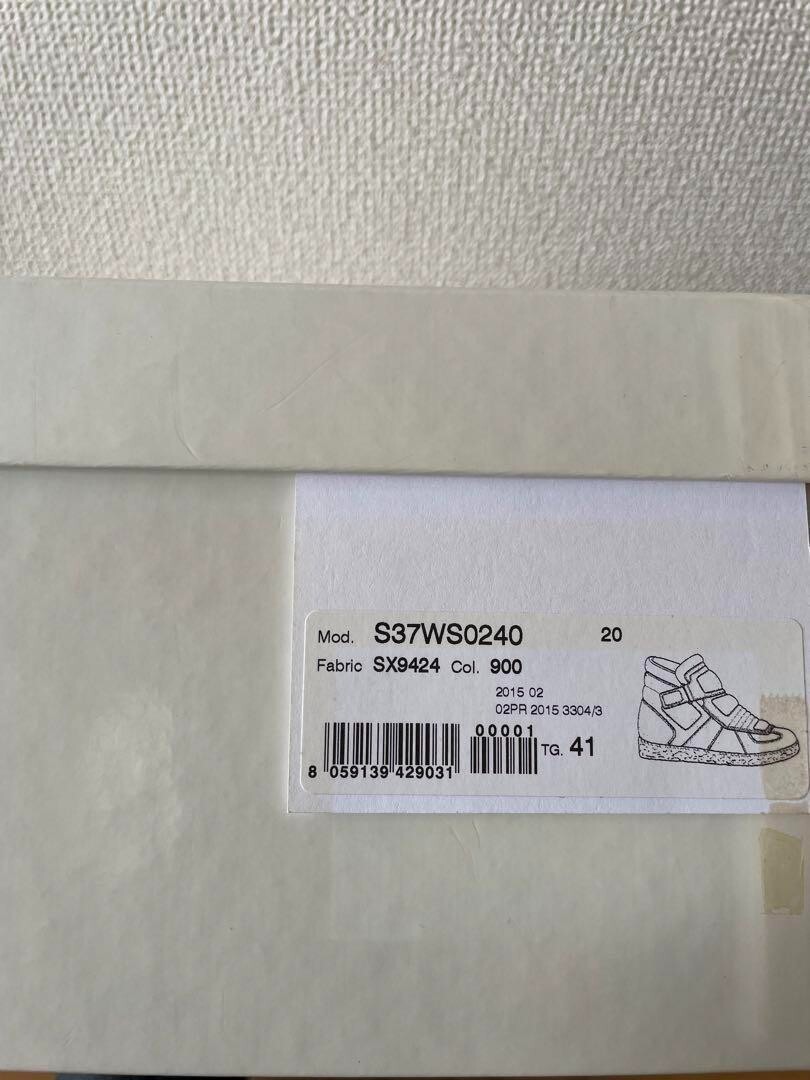 Mod. S37WS0240 20
Fabric SX9424 Col. 900
2015 02
02PR 2015 3304/3
00001
TG. 41
8 059139 429031